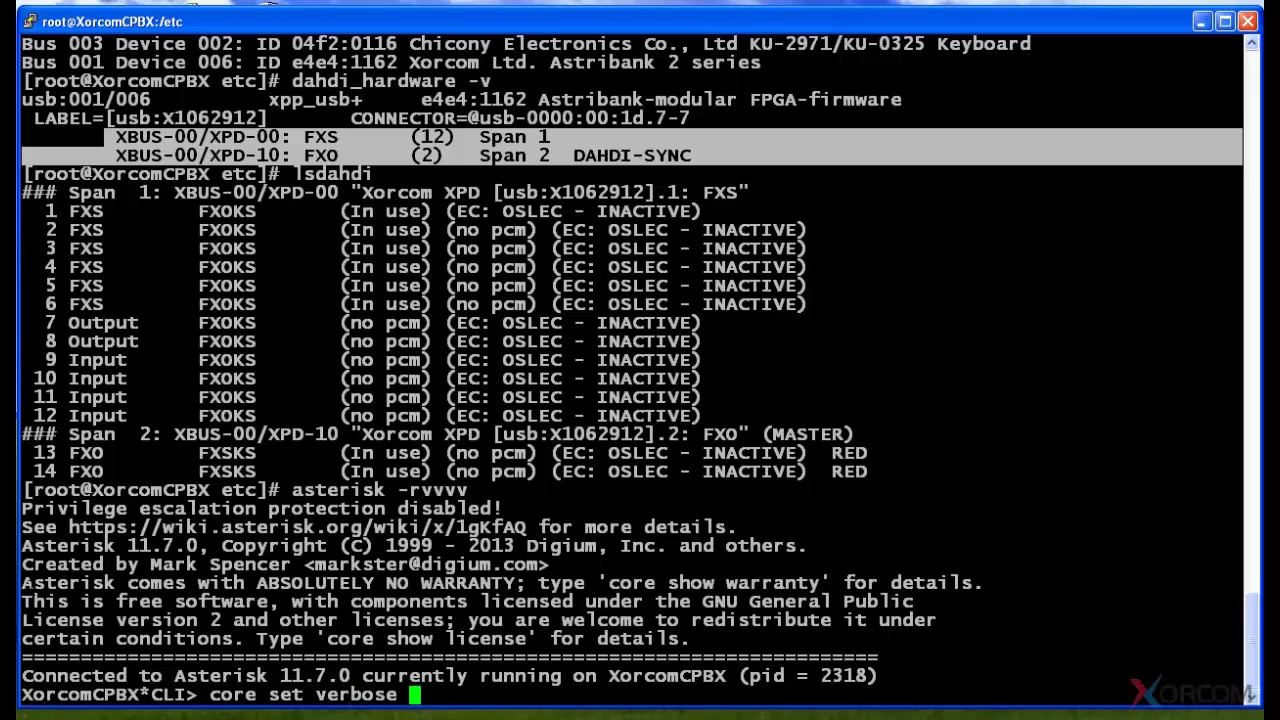 root@XorcomCPBX:/etc
Bus 003 Device 002: ID 04f2:0116 Chicony Electronics Co., Ltd KU-2971/KU-0325 Keyboard
Bus 001 Device 006: ID e4e4:1162 Xorcom Ltd. Astribank 2 series
[root@XorcomCPBX etc]# dahdi_hardware -v
usb:001/006          xpp_usb+     e4e4:1162 Astribank-modular FPGA-firmware
 LABEL=[usb:X1062912]       CONNECTOR=@usb-0000:00:1d.7-7
        XBUS-00/XPD-00: FXS      (12)  Span 1
        XBUS-00/XPD-10: FXO      (2)   Span 2  DAHDI-SYNC
[root@XorcomCPBX etc]# lsdahdi
### Span  1: XBUS-00/XPD-00 "Xorcom XPD [usb:X1062912].1: FXS"
  1 FXS        FXOKS       (In use) (EC: OSLEC - INACTIVE)
  2 FXS        FXOKS       (In use) (no pcm) (EC: OSLEC - INACTIVE)
  3 FXS        FXOKS       (In use) (no pcm) (EC: OSLEC - INACTIVE)
  4 FXS        FXOKS       (In use) (no pcm) (EC: OSLEC - INACTIVE)
  5 FXS        FXOKS       (In use) (no pcm) (EC: OSLEC - INACTIVE)
  6 FXS        FXOKS       (In use) (no pcm) (EC: OSLEC - INACTIVE)
  7 Output     FXOKS       (no pcm) (EC: OSLEC - INACTIVE)
  8 Output     FXOKS       (no pcm) (EC: OSLEC - INACTIVE)
  9 Input      FXOKS       (no pcm) (EC: OSLEC - INACTIVE)
 10 Input      FXOKS       (no pcm) (EC: OSLEC - INACTIVE)
 11 Input      FXOKS       (no pcm) (EC: OSLEC - INACTIVE)
 12 Input      FXOKS       (no pcm) (EC: OSLEC - INACTIVE)
### Span  2: XBUS-00/XPD-10 "Xorcom XPD [usb:X1062912].2: FXO" (MASTER)
 13 FXO        FXSKS       (In use) (no pcm) (EC: OSLEC - INACTIVE)  RED
 14 FXO        FXSKS       (In use) (no pcm) (EC: OSLEC - INACTIVE)  RED
[root@XorcomCPBX etc]# asterisk -rvvvv
Privilege escalation protection disabled!
See https://wiki.asterisk.org/wiki/x/1gKfAQ for more details.
Asterisk 11.7.0, Copyright (C) 1999 - 2013 Digium, Inc. and others.
Created by Mark Spencer <markster@digium.com>
Asterisk comes with ABSOLUTELY NO WARRANTY; type 'core show warranty' for details.
This is free software, with components licensed under the GNU General Public
License version 2 and other licenses; you are welcome to redistribute it under
certain conditions. Type 'core show license' for details.
=========================================================================
Connected to Asterisk 11.7.0 currently running on XorcomCPBX (pid = 2318)
XorcomCPBX*CLI> core set verbose
XORCOM